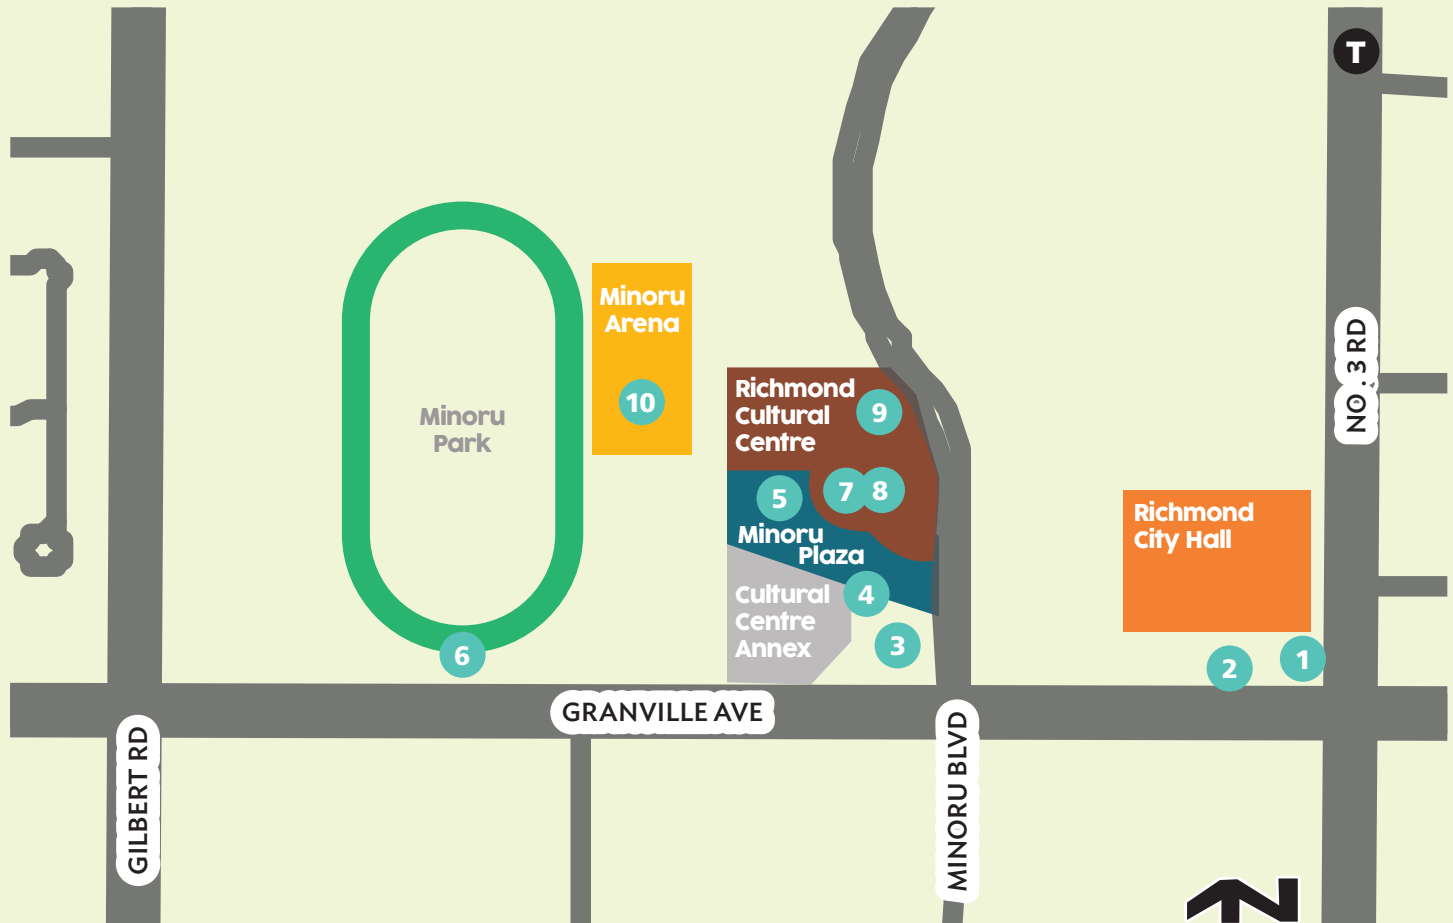 T
Minoru
Arena
NO. 3 RD
Richmond
Cultural
Centre
9
10
Minoru
Park
5
7
8
Richmond
City Hall
Minoru
Plaza
Cultural
Centre
Annex
4
3
6
2
1
GRANVILLE AVE
GILBERT RD
MINORU BLVD
N